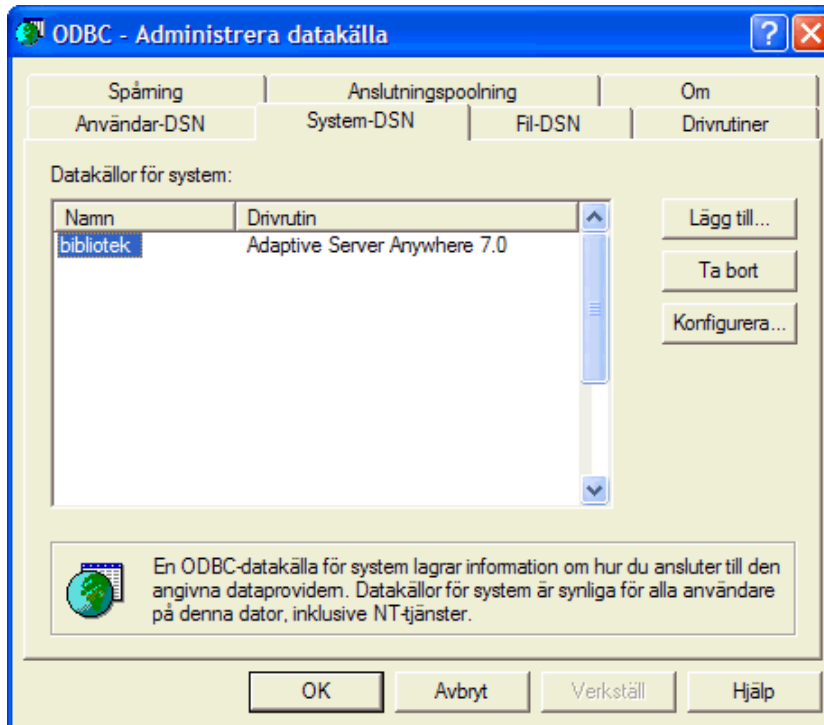 ODBC - Administrera datakälla
Spårning Anslutningspoolning Om
Användar-DSN System-DSN Fil-DSN Drivrutiner
Datakällor för system:
Namn Drivrutin
bibliotek Adaptive Server Anywhere 7.0
Lägg till...
Ta bort
Konfigurera...
En ODBC-datakälla för system lagrar information om hur du ansluter till den
angivna dataprovidern. Datakällor för system är synliga för alla användare
på denna dator, inklusive NT-tjänster.
OK Avbryt Verkställ Hjälp